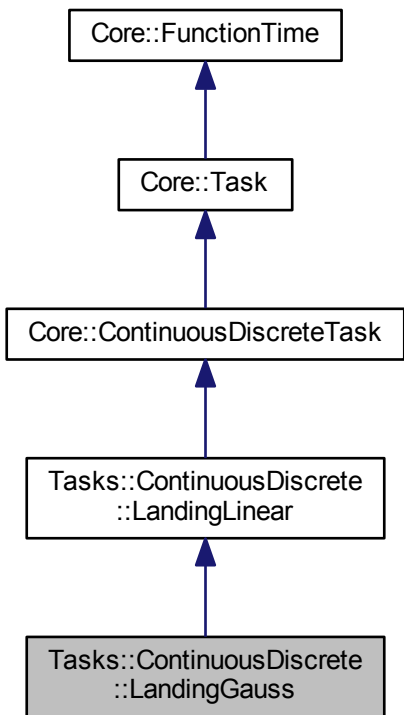 Core::FunctionTime
Core::Task
Core::ContinuousDiscreteTask
Tasks::ContinuousDiscrete
::LandingLinear
Tasks::ContinuousDiscrete
::LandingGauss